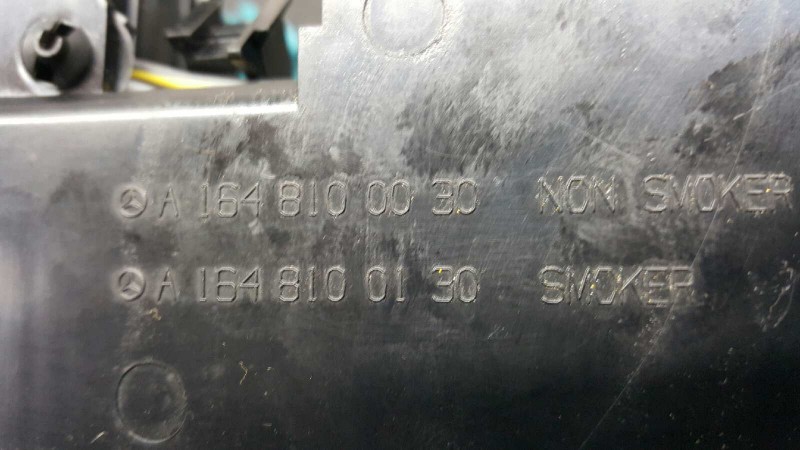 A 164 810 00 30 NON SMOKER
A 164 810 01 30 SMOKER